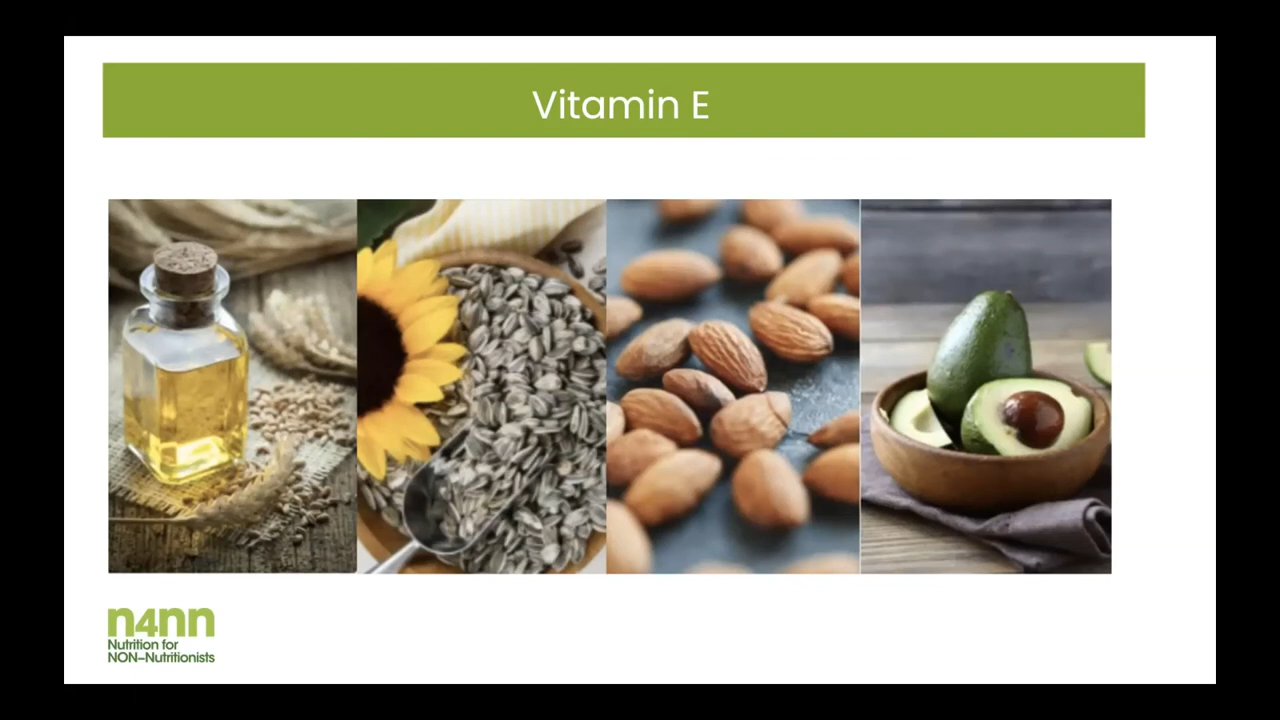 Vitamin E
n4nn
Nutrition for
NON–Nutritionists